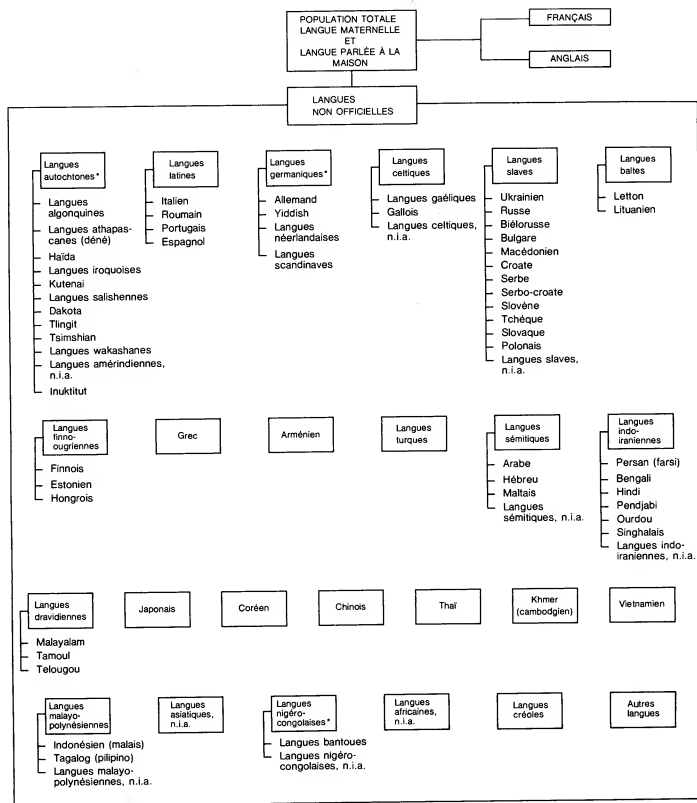 POPULATION TOTALE
LANGUE MATERNELLE
ET
LANGUE PARLÉE À LA
MAISON
FRANÇAIS
ANGLAIS
LANGUES
NON OFFICIELLES
Langues
autochtones*
Langues
algonquines
Langues athapas-
canes (déné)
Haïda
Langues iroquoises
Kutenai
Langues salishennes
Dakota
Tlingit
Tsimshian
Langues wakashanes
Langues amérindiennes,
n.i.a.
Inuktitut
Langues
latines
Italien
Roumain
Portugais
Espagnol
Langues
germaniques*
Allemand
Yiddish
Langues
néerlandaises
Langues
scandinaves
Langues
celtiques
Langues gaéliques
Gallois
Langues celtiques,
n.i.a.
Langues
slaves
Ukrainien
Russe
Biélorusse
Bulgare
Macédonien
Croate
Serbe
Serbo-croate
Slovène
Tchéque
Slovaque
Polonais
Langues slaves,
n.i.a.
Langues
baltes
Letton
Lituanien
Langues
finno-
ougriennes
Finnois
Estonien
Hongrois
Grec
Arménien
Langues
turques
Langues
sémitiques
Arabe
Hébreu
Maltais
Langues
sémitiques, n.i.a.
Langues
indo-
iraniennes
Persan (farsi)
Bengali
Hindi
Pendjabi
Ourdou
Singhalais
Langues indo-
iraniennes, n.i.a.
Langues
dravidiennes
Malayalam
Tamoul
Telougou
Japonais
Coréen
Chinois
Thaï
Khmer
(cambodgien)
Vietnamien
Langues
malayo-
polynésiennes
Indonésien (malais)
Tagalog (pilipino)
Langues malayo-
polynésiennes, n.i.a.
Langues
asiatiques,
n.i.a.
Langues
nigéro-
congolaises*
Langues bantoues
Langues nigéro-
congolaises, n.i.a.
Langues
africaines,
n.i.a.
Langues
créoles
Autres
langues